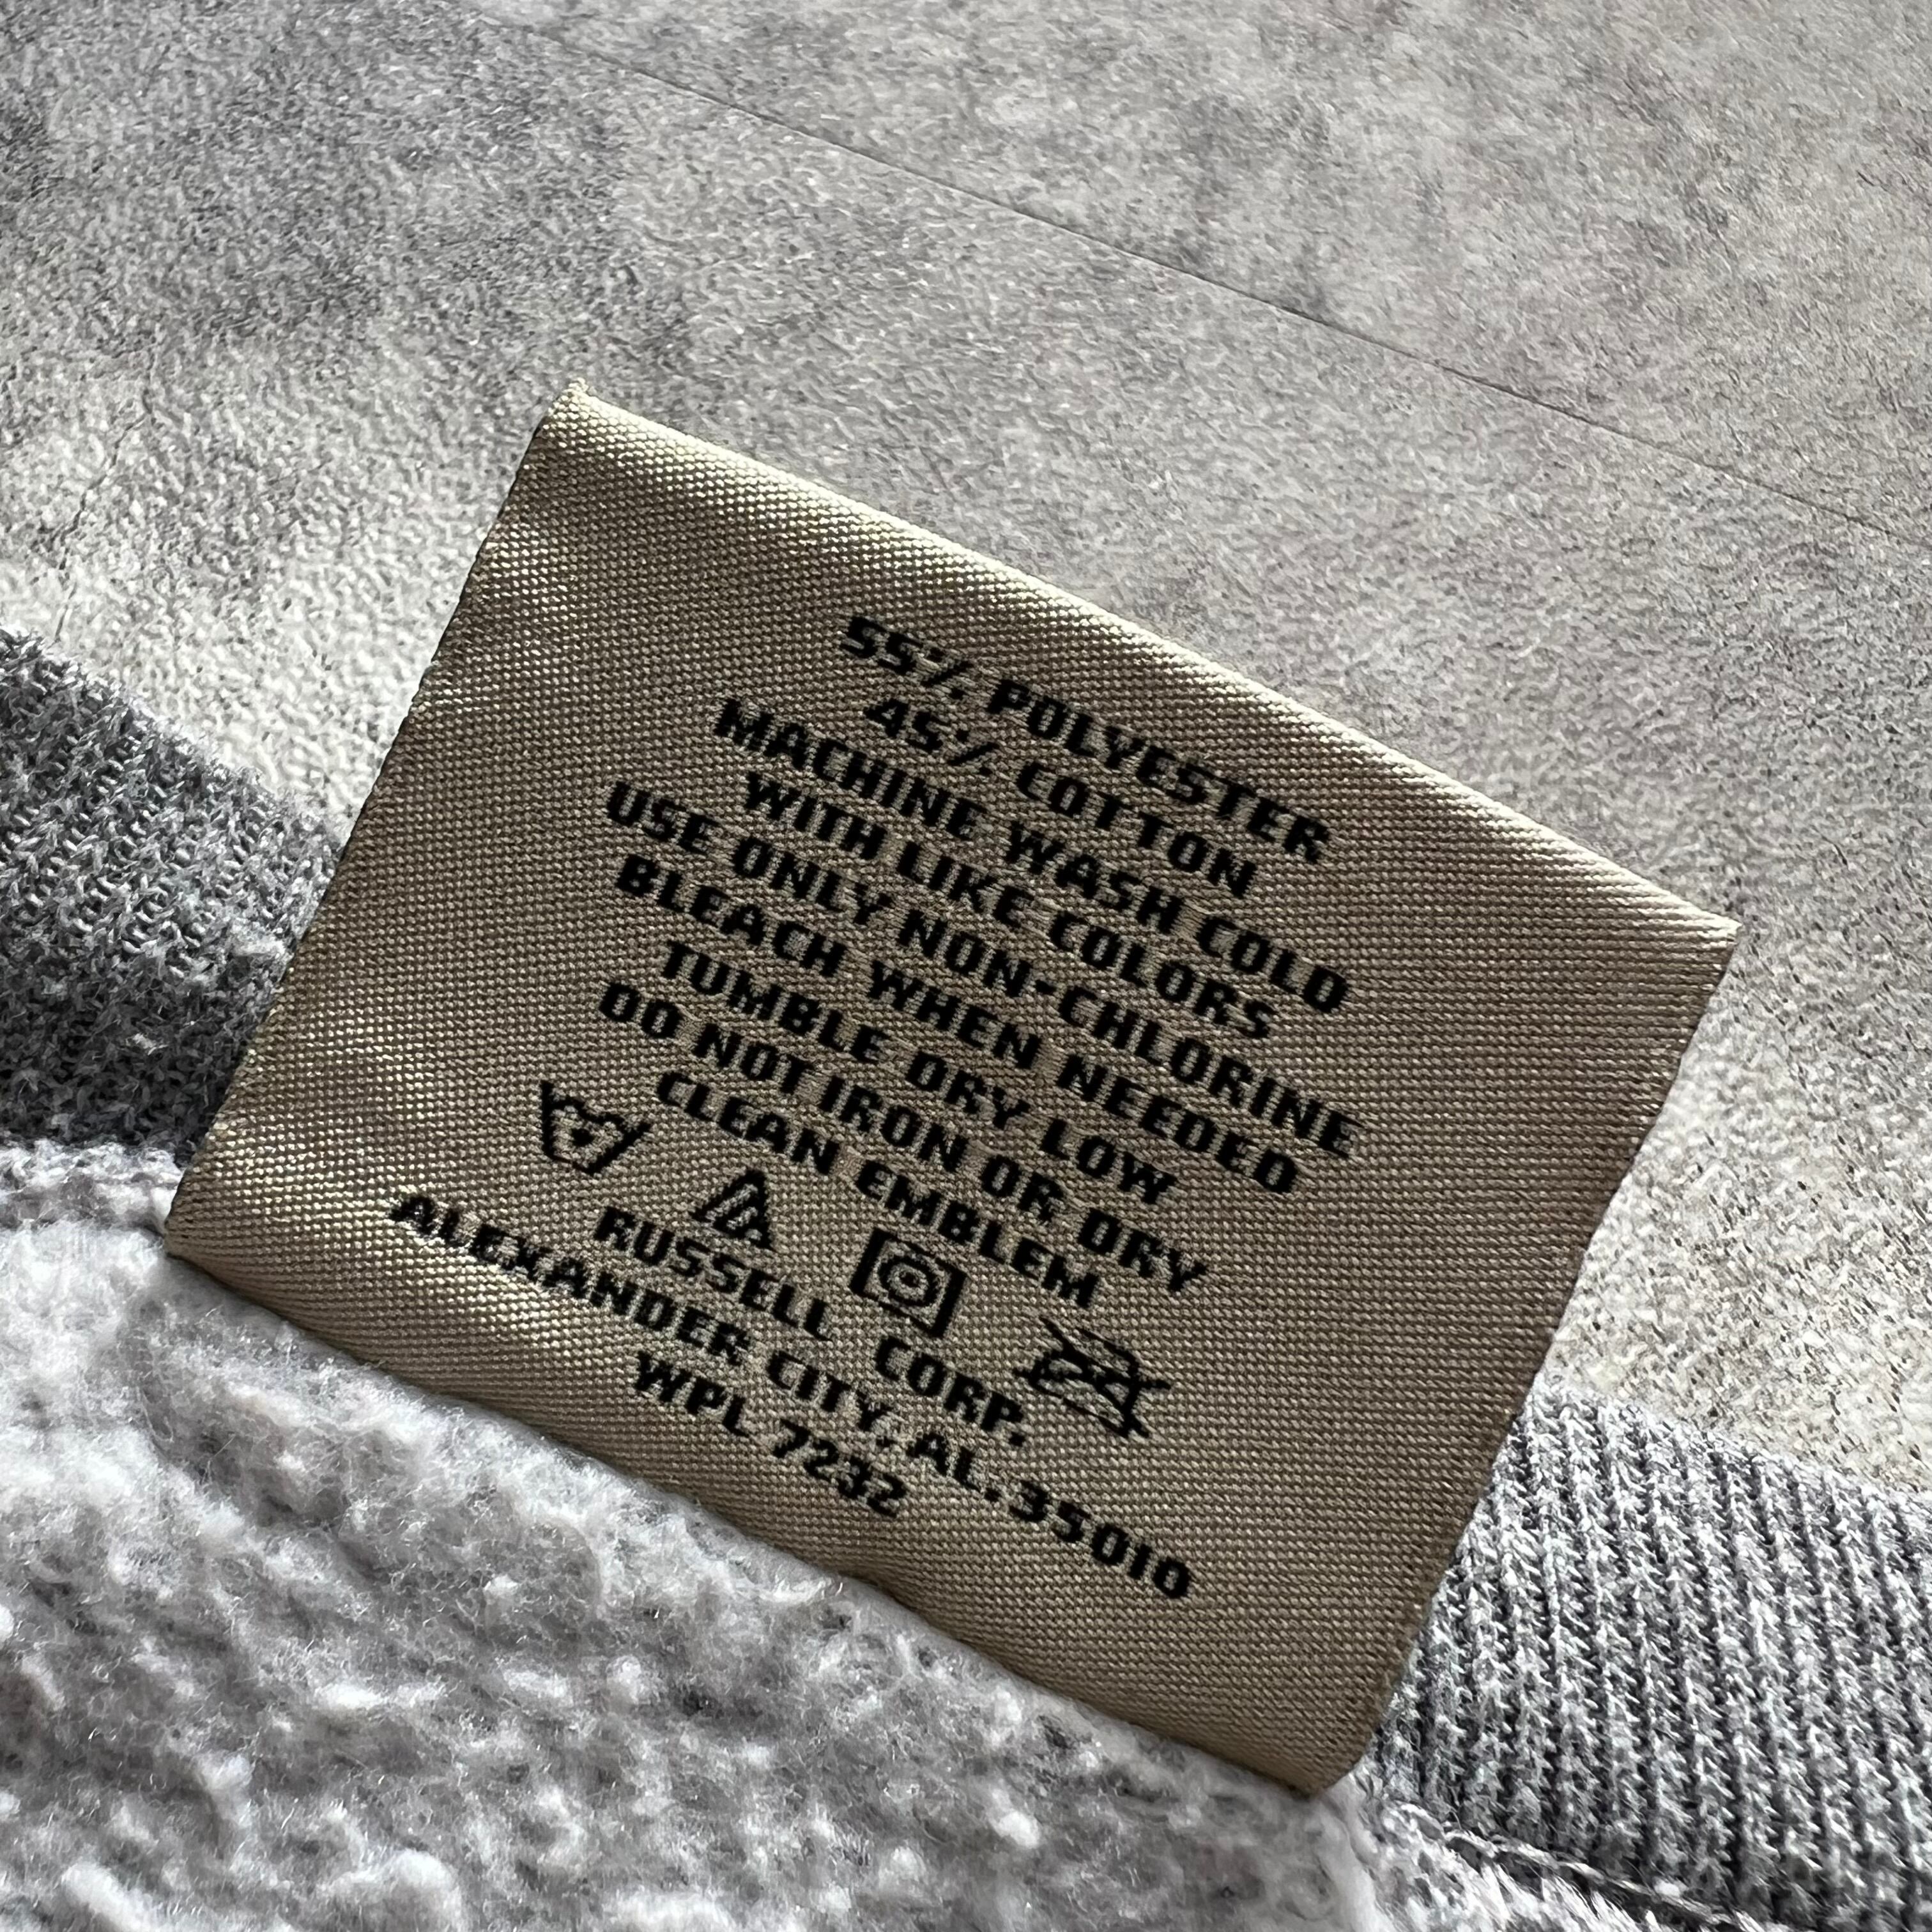 55% POLYESTER
45% COTTON
MACHINE WASH COLD
WITH LIKE COLORS
USE ONLY NON-CHLORINE
BLEACH WHEN NEEDED
TUMBLE DRY LOW
DO NOT IRON OR DRY
CLEAN EMBLEM
RUSSELL CORP.
ALEXANDER CITY, AL. 35010
WPL 7232